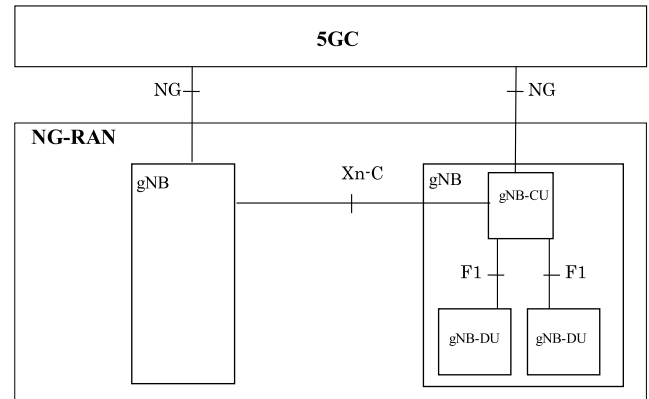 5GC
NG
NG
NG-RAN
gNB
Xn-C
gNB
gNB-CU
F1
F1
gNB-DU
gNB-DU